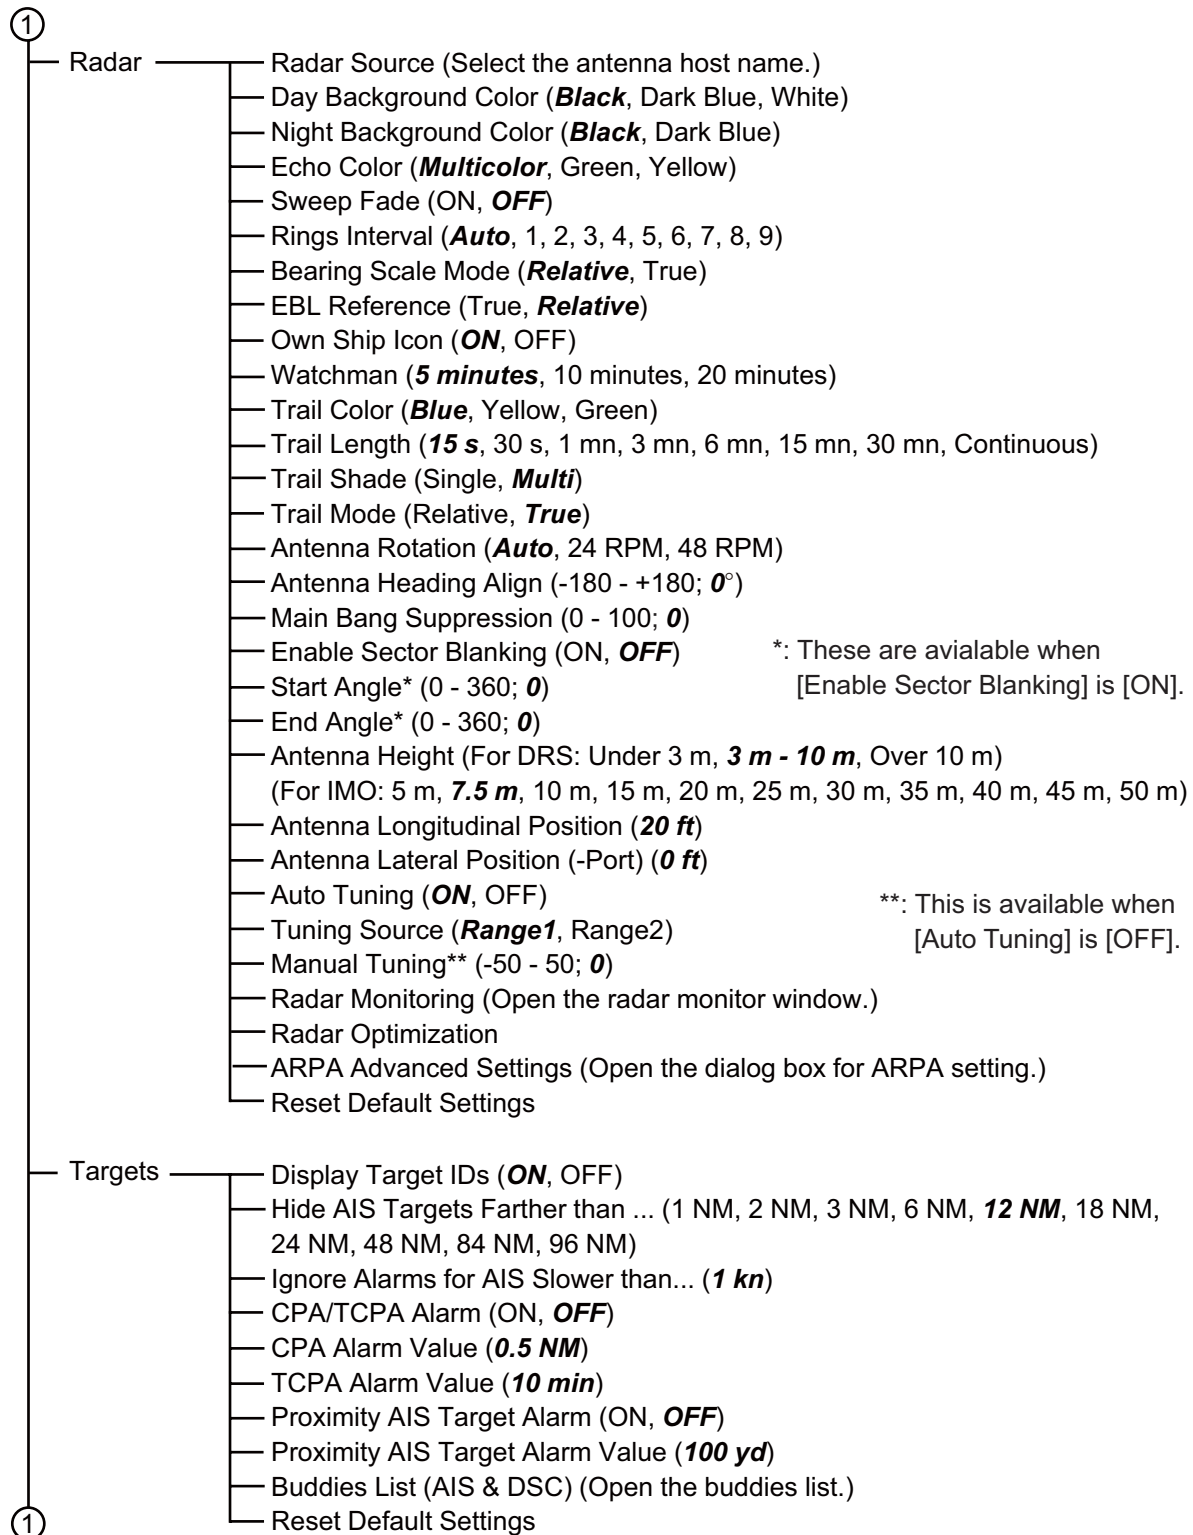 1
Radar
Radar Source (Select the antenna host name.)
Day Background Color (Black, Dark Blue, White)
Night Background Color (Black, Dark Blue)
Echo Color (Multicolor, Green, Yellow)
Sweep Fade (ON, OFF)
Rings Interval (Auto, 1, 2, 3, 4, 5, 6, 7, 8, 9)
Bearing Scale Mode (Relative, True)
EBL Reference (True, Relative)
Own Ship Icon (ON, OFF)
Watchman (5 minutes, 10 minutes, 20 minutes)
Trail Color (Blue, Yellow, Green)
Trail Length (15 s, 30 s, 1 mn, 3 mn, 6 mn, 15 mn, 30 mn, Continuous)
Trail Shade (Single, Multi)
Trail Mode (Relative, True)
Antenna Rotation (Auto, 24 RPM, 48 RPM)
Antenna Heading Align (-180 - +180; 0°)
Main Bang Suppression (0 - 100; 0)
Enable Sector Blanking (ON, OFF)
*: These are avialable when
[Enable Sector Blanking] is [ON].
Start Angle* (0 - 360; 0)
End Angle* (0 - 360; 0)
Antenna Height (For DRS: Under 3 m, 3 m - 10 m, Over 10 m)
(For IMO: 5 m, 7.5 m, 10 m, 15 m, 20 m, 25 m, 30 m, 35 m, 40 m, 45 m, 50 m)
Antenna Longitudinal Position (20 ft)
Antenna Lateral Position (-Port) (0 ft)
Auto Tuning (ON, OFF)
**: This is available when
[Auto Tuning] is [OFF].
Tuning Source (Range1, Range2)
Manual Tuning** (-50 - 50; 0)
Radar Monitoring (Open the radar monitor window.)
Radar Optimization
ARPA Advanced Settings (Open the dialog box for ARPA setting.)
Reset Default Settings
Targets
Display Target IDs (ON, OFF)
Hide AIS Targets Farther than ... (1 NM, 2 NM, 3 NM, 6 NM, 12 NM, 18 NM,
24 NM, 48 NM, 84 NM, 96 NM)
Ignore Alarms for AIS Slower than... (1 kn)
CPA/TCPA Alarm (ON, OFF)
CPA Alarm Value (0.5 NM)
TCPA Alarm Value (10 min)
Proximity AIS Target Alarm (ON, OFF)
Proximity AIS Target Alarm Value (100 yd)
Buddies List (AIS & DSC) (Open the buddies list.)
Reset Default Settings
1